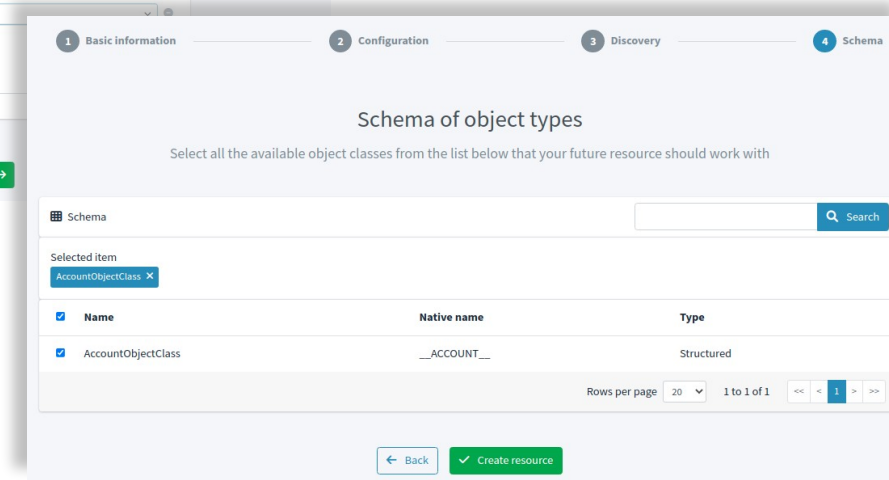 1 Basic information 2 Configuration 3 Discovery 4 Schema
Schema of object types
Select all the available object classes from the list below that your future resource should work with
Schema Search
Selected item
AccountObjectClass ×
Name Native name Type
AccountObjectClass __ACCOUNT__ Structured
Rows per page 20 1 to 1 of 1 << < 1 > >>
← Back Create resource